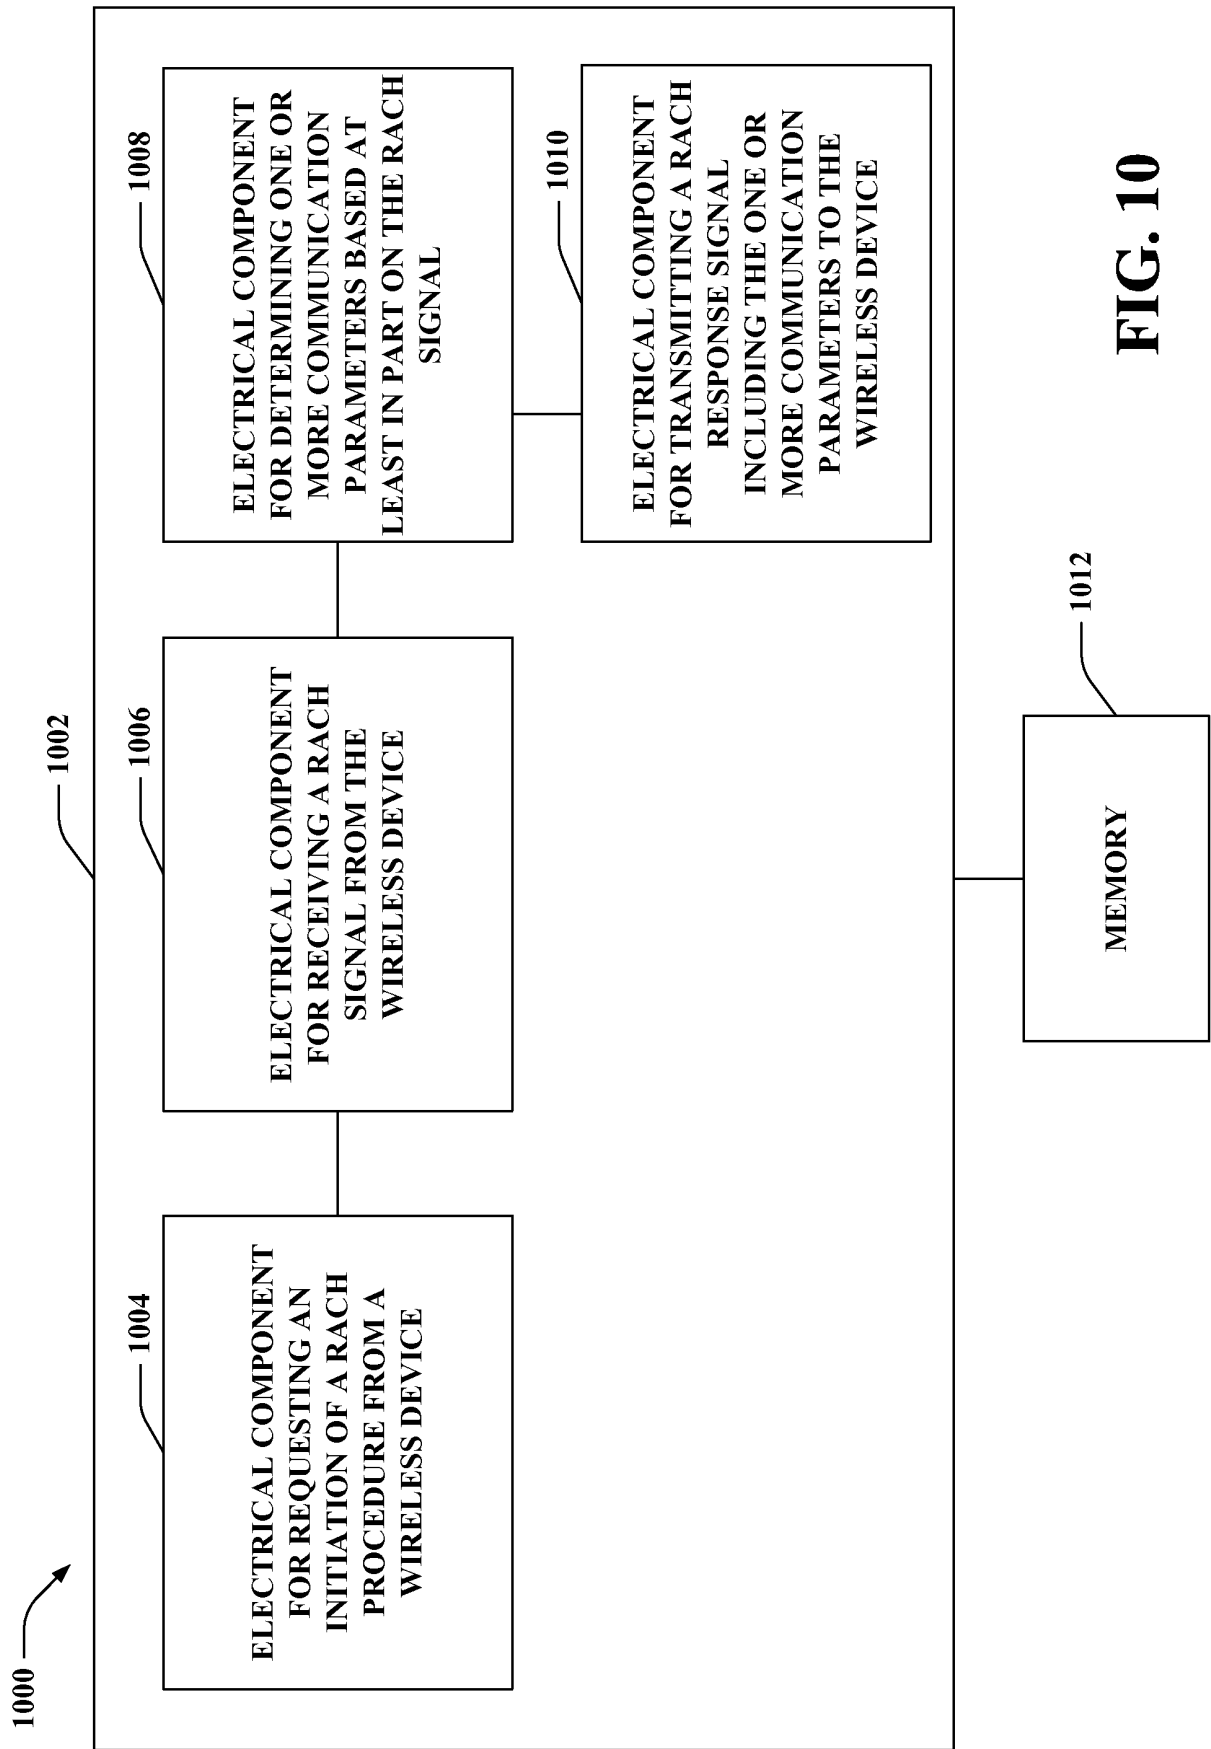 1000
1002
1004
ELECTRICAL COMPONENT
FOR REQUESTING AN
INITIATION OF A RACH
PROCEDURE FROM A
WIRELESS DEVICE
1006
ELECTRICAL COMPONENT
FOR RECEIVING A RACH
SIGNAL FROM THE
WIRELESS DEVICE
1008
ELECTRICAL COMPONENT
FOR DETERMINING ONE OR
MORE COMMUNICATION
PARAMETERS BASED AT
LEAST IN PART ON THE RACH
SIGNAL
1010
ELECTRICAL COMPONENT
FOR TRANSMITTING A RACH
RESPONSE SIGNAL
INCLUDING THE ONE OR
MORE COMMUNICATION
PARAMETERS TO THE
WIRELESS DEVICE
1012
MEMORY
FIG. 10